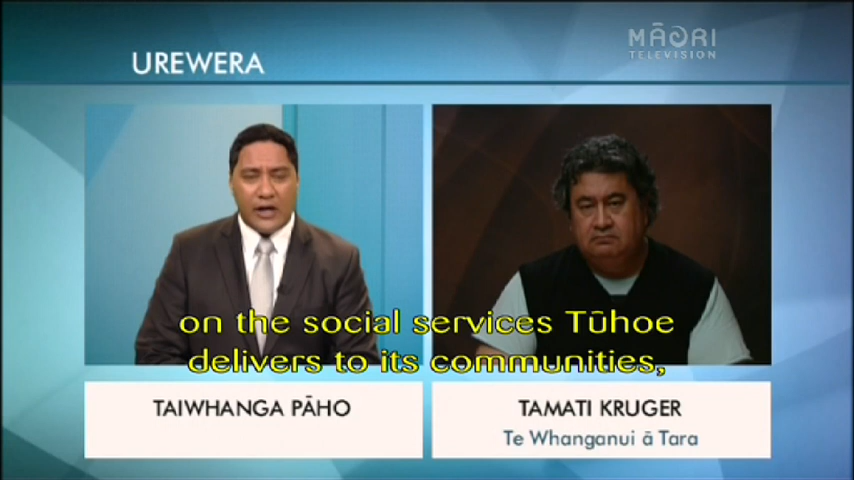 UREWERA
MĀORI
TELEVISION
on the social services Tūhoe
delivers to its communities,
TAIWHANGA PĀHO
TAMATI KRUGER
Te Whanganui ā Tara